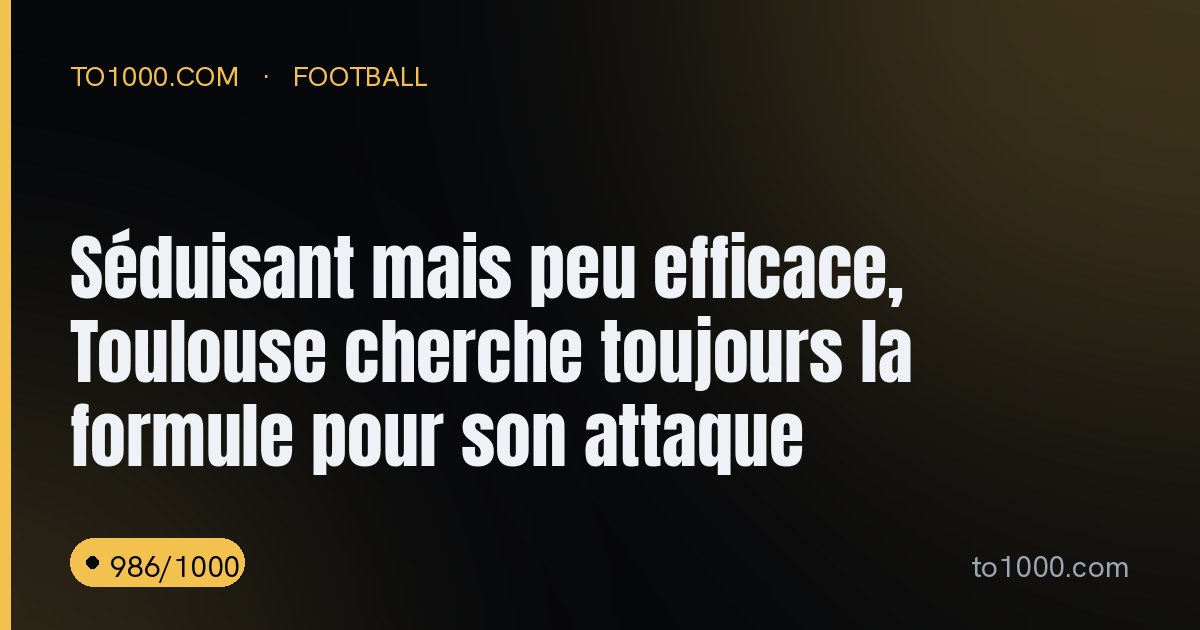 TO1000.COM · FOOTBALL
Séduisant mais peu efficace,
Toulouse cherche toujours la
formule pour son attaque
986/1000
to1000.com